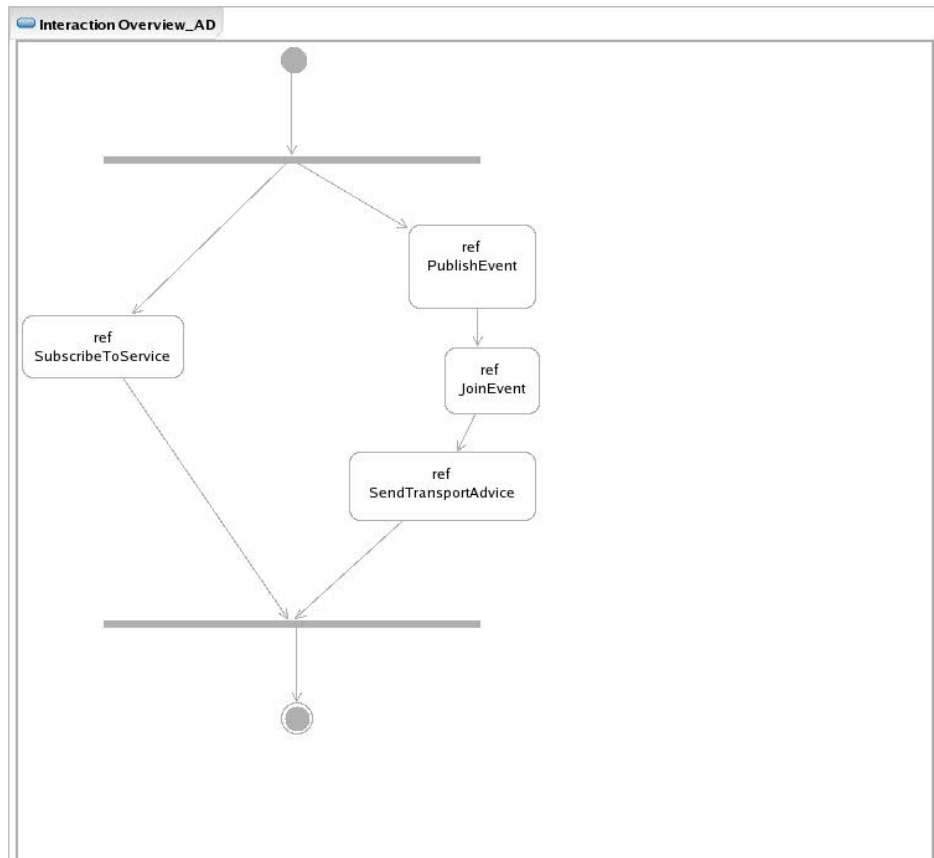 Interaction Overview_AD
ref
PublishEvent
ref
SubscribeToService
ref
JoinEvent
ref
SendTransportAdvice